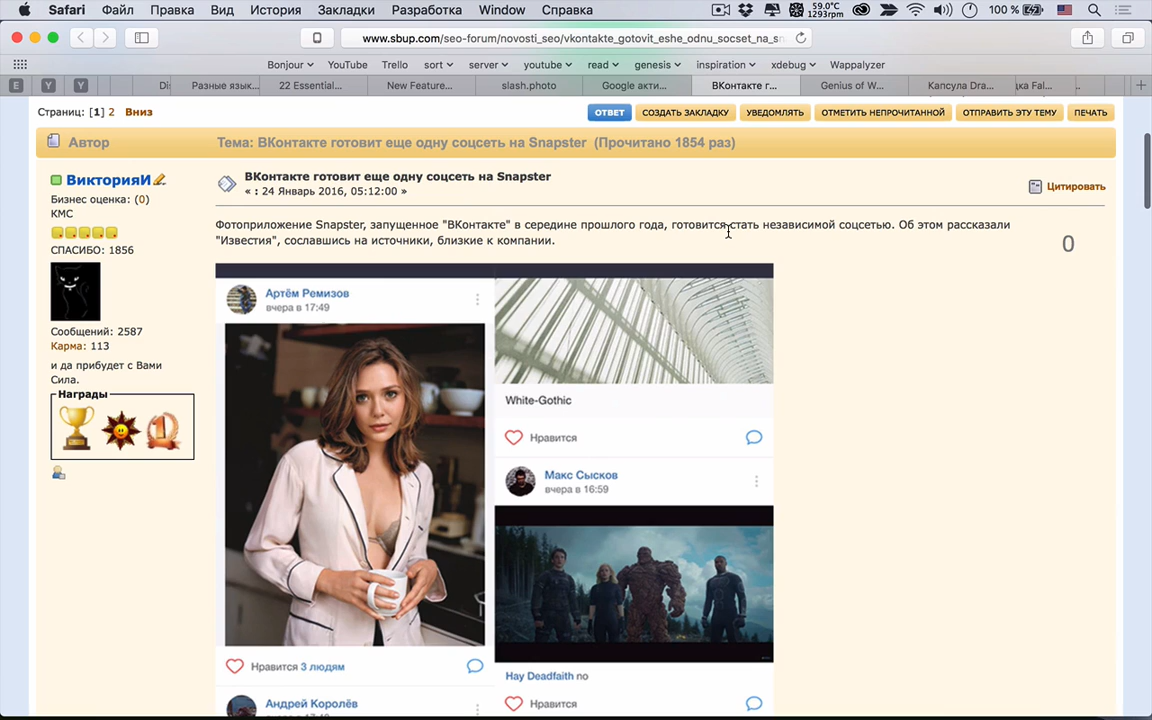 Safari Файл Правка Вид История Закладки Разработка Window Справка 59.0°C 1293rpm 100 %
www.sbup.com/seo-forum/novosti_seo/vkontakte_gotovit_eshe_odnu_socset_na_sn
Bonjour YouTube Trello sort server youtube read genesis inspiration xdebug Wappalyzer
E Y Y Di Разные язык... 22 Essential... New Feature... slash.photo Google акти... ВКонтакте г... Genius of W... Капсула Dra... цка Fal...
Страниц: [1] 2 Вниз ОТВЕТ СОЗДАТЬ ЗАКЛАДКУ УВЕДОМЛЯТЬ ОТМЕТИТЬ НЕПРОЧИТАННОЙ ОТПРАВИТЬ ЭТУ ТЕМУ ПЕЧАТЬ
Автор Тема: ВКонтакте готовит еще одну соцсеть на Snapster (Прочитано 1854 раз)
ВикторияИ
Бизнес оценка: (0)
КМС
СПАСИБО: 1856
Сообщений: 2587
Карма: 113
и да прибудет с Вами
Сила.
Награды
1
ВКонтакте готовит еще одну соцсеть на Snapster
« : 24 Январь 2016, 05:12:00 »
Цитировать
Фотоприложение Snapster, запущенное "ВКонтакте" в середине прошлого года, готовится стать независимой соцсетью. Об этом рассказали
"Известия", сославшись на источники, близкие к компании.
0
Артём Ремизов
вчера в 17:49
Нравится 3 людям
Андрей Королёв
White-Gothic
Нравится
Макс Сысков
вчера в 16:59
Hay Deadfaith no
Нравится